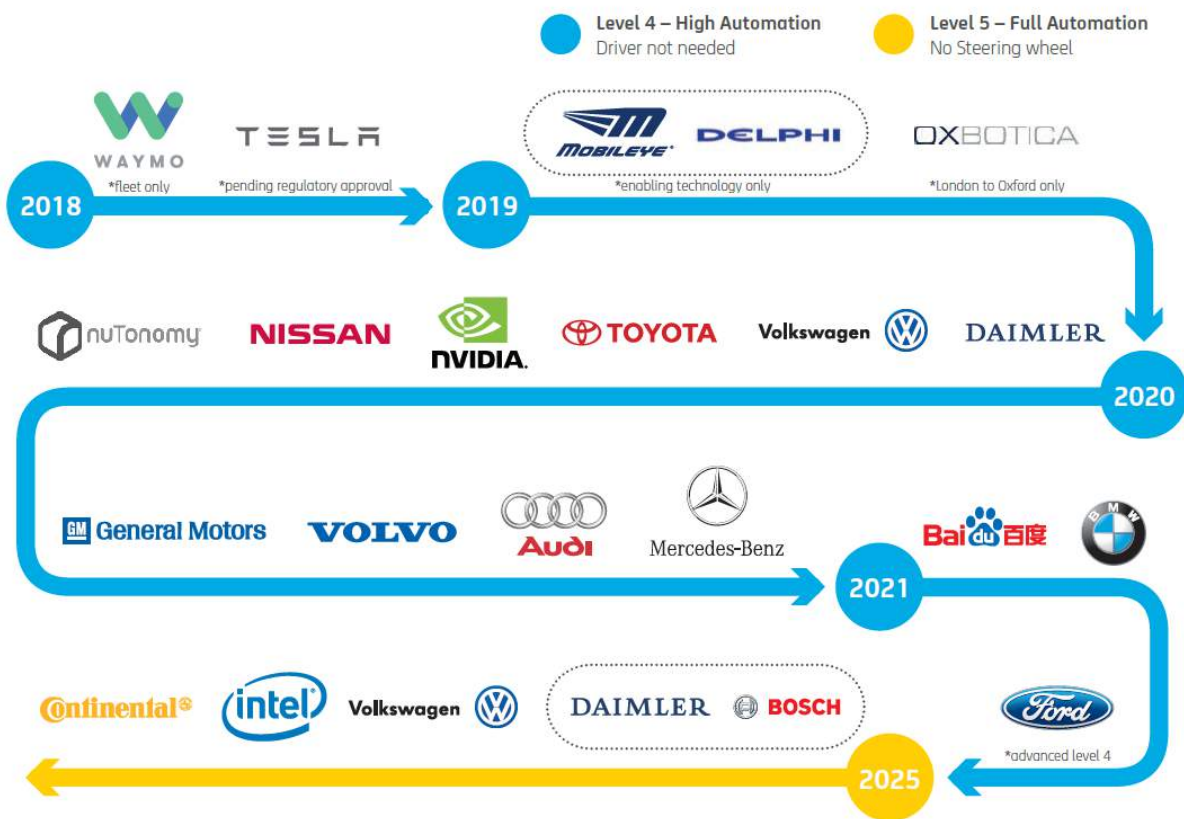 Level 4 – High Automation
Driver not needed
Level 5 – Full Automation
No Steering wheel
WAYMO
*fleet only
TESLA
*pending regulatory approval
MOBILEYE®
DELPHI
*enabling technology only
OXBOTICA
*London to Oxford only
2018
2019
nuTonomy
NISSAN
NVIDIA.
TOYOTA
Volkswagen
DAIMLER
2020
GM General Motors
VOLVO
Audi
Mercedes-Benz
Baidu百度
BMW
2021
Continental
intel®
Volkswagen
DAIMLER
BOSCH
Ford
*advanced level 4
2025